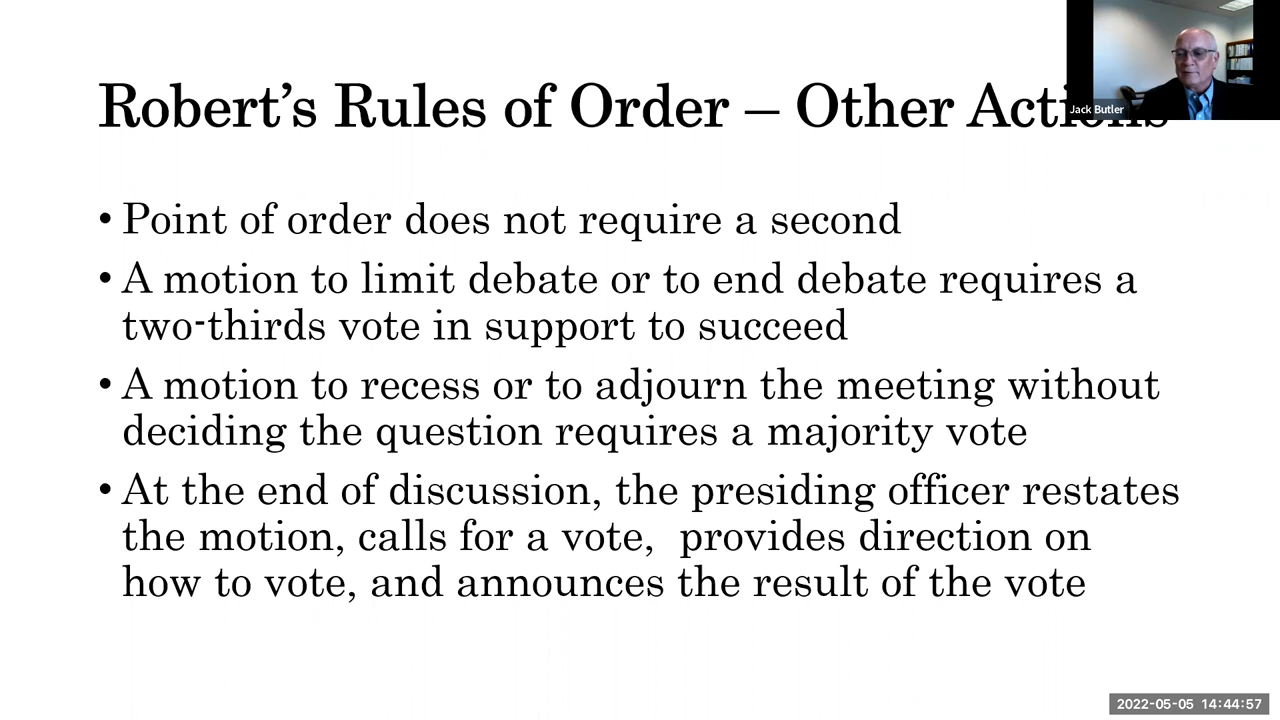 Robert’s Rules of Order – Other Actions
Jack Butler
• Point of order does not require a second
• A motion to limit debate or to end debate requires a
two-thirds vote in support to succeed
• A motion to recess or to adjourn the meeting without
deciding the question requires a majority vote
• At the end of discussion, the presiding officer restates
the motion, calls for a vote,  provides direction on
how to vote, and announces the result of the vote
2022-05-05 14:44:57